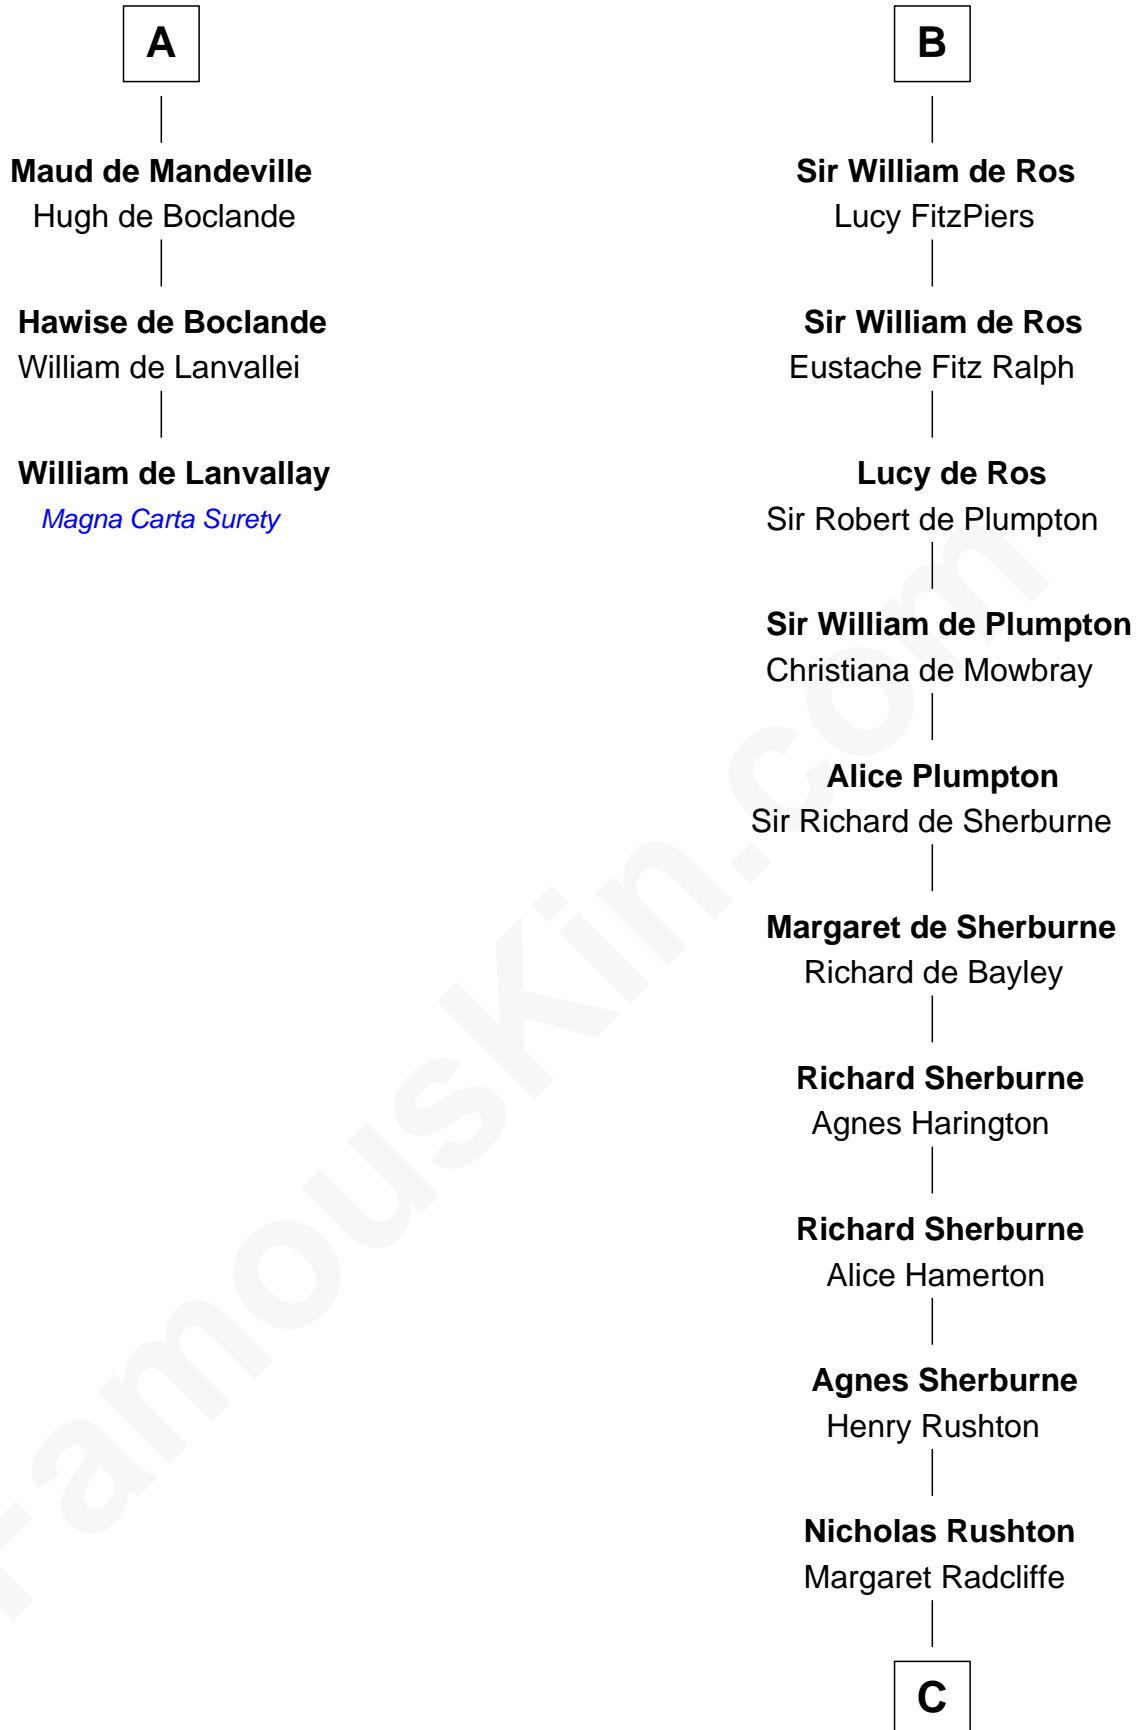 A
Maud de Mandeville
Hugh de Boclande
Hawise de Boclande
William de Lanvallei
William de Lanvallay
Magna Carta Surety
B
Sir William de Ros
Lucy FitzPiers
Sir William de Ros
Eustache Fitz Ralph
Lucy de Ros
Sir Robert de Plumpton
Sir William de Plumpton
Christiana de Mowbray
Alice Plumpton
Sir Richard de Sherburne
Margaret de Sherburne
Richard de Bayley
Richard Sherburne
Agnes Harington
Richard Sherburne
Alice Hamerton
Agnes Sherburne
Henry Rushton
Nicholas Rushton
Margaret Radcliffe
C
FamousKin.com